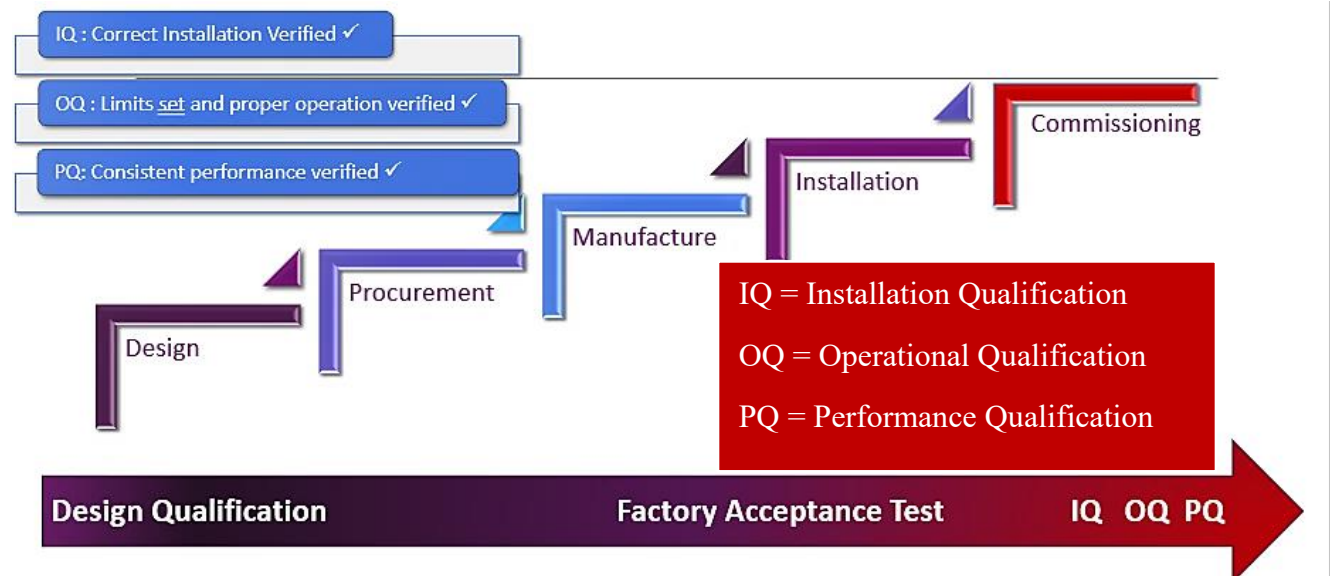 IQ : Correct Installation Verified ✓
OQ : Limits set and proper operation verified ✓
PQ: Consistent performance verified ✓
Commissioning
Installation
Manufacture
Procurement
Design
IQ = Installation Qualification
OQ = Operational Qualification
PQ = Performance Qualification
Design Qualification
Factory Acceptance Test
IQ OQ PQ